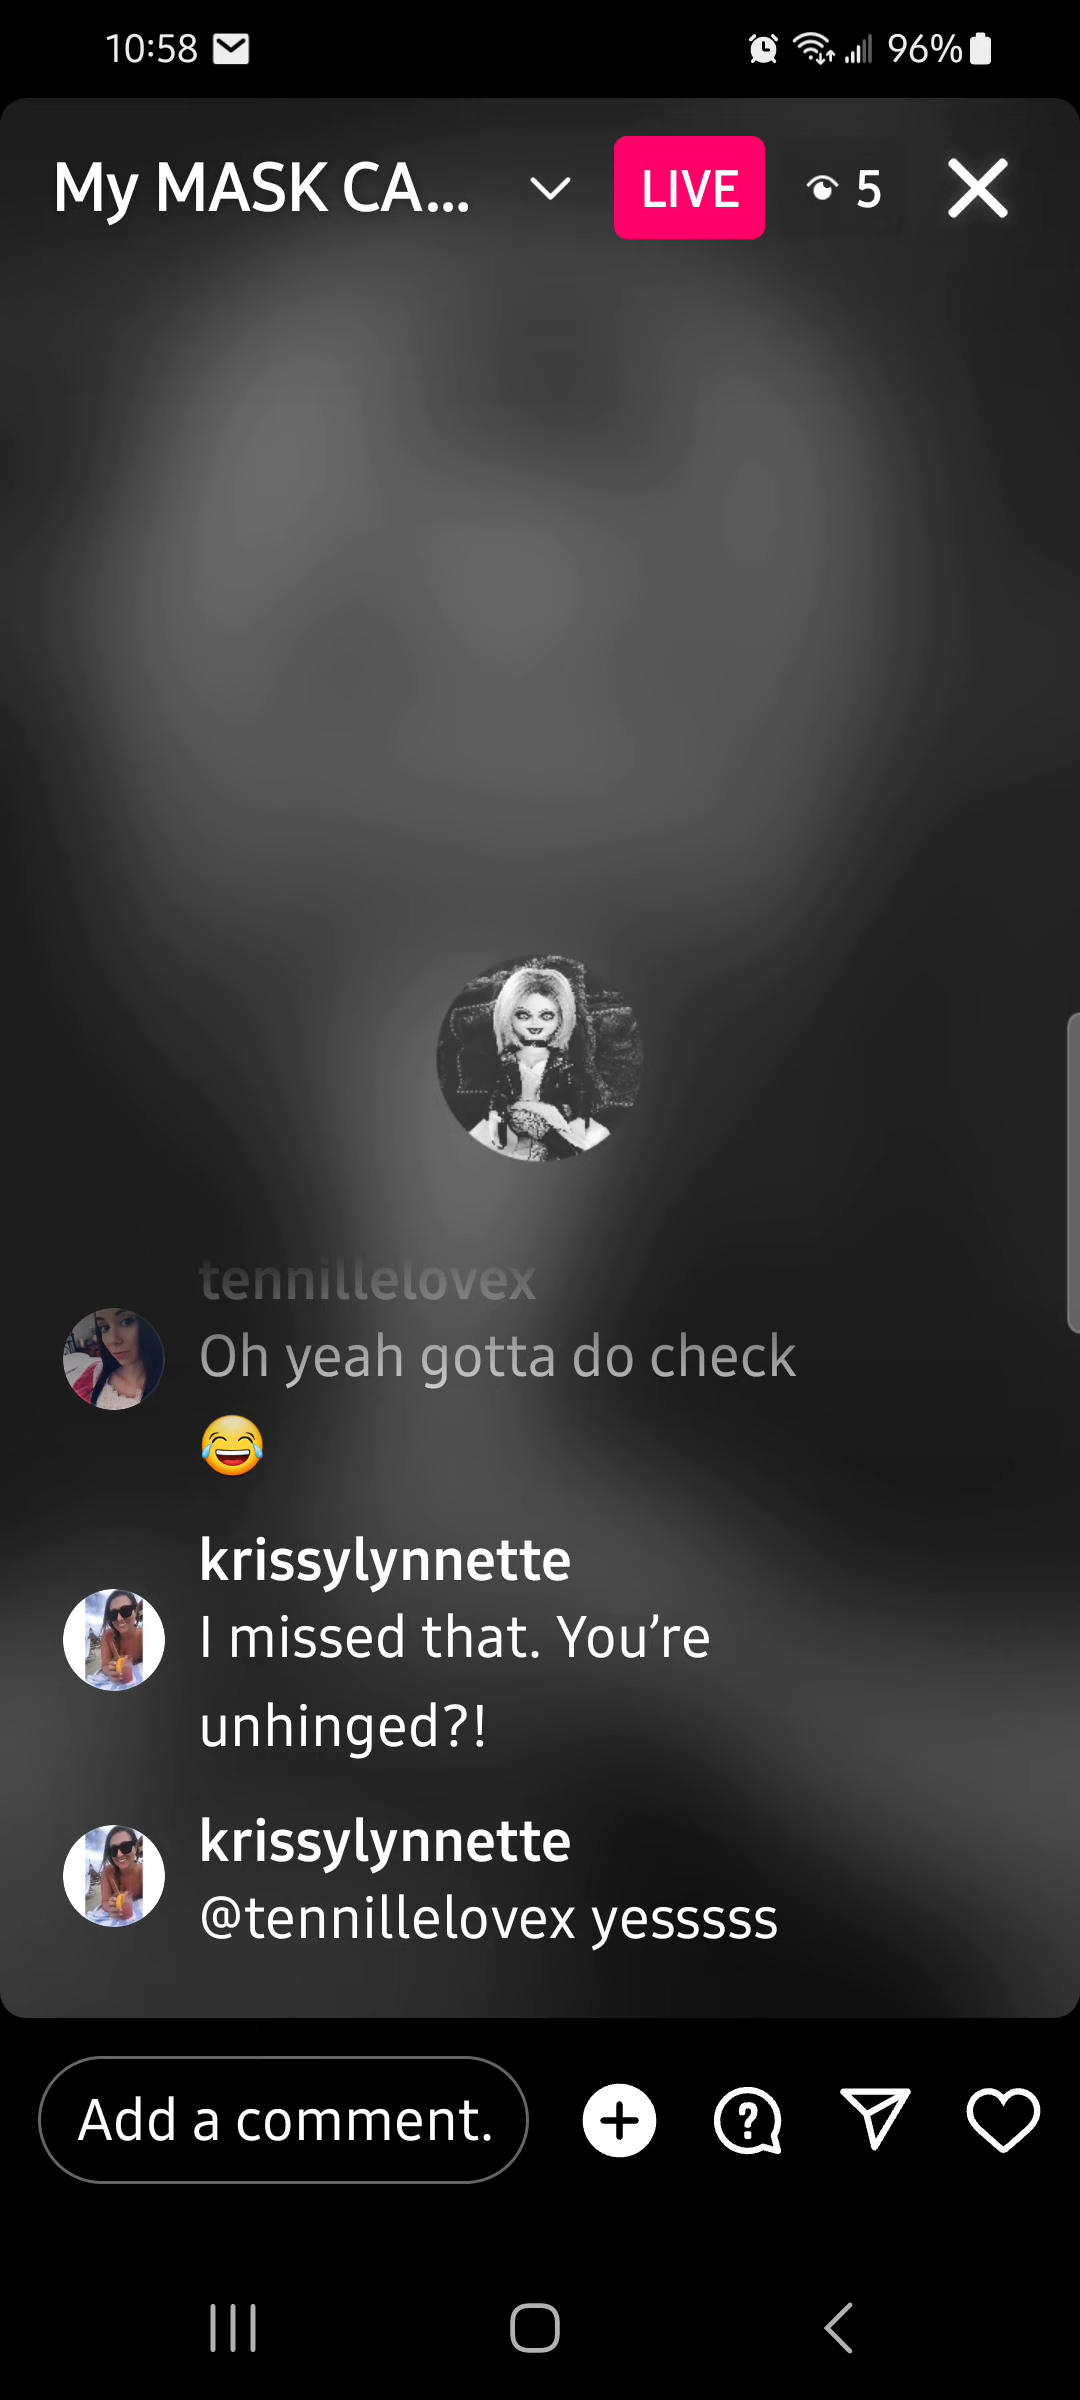 10:58 96%
My MASK CA... LIVE 5
tennillelovex
Oh yeah gotta do check
😂
krissylynnette
I missed that. You’re
unhinged?!
krissylynnette
@tennillelovex yesssss
Add a comment.